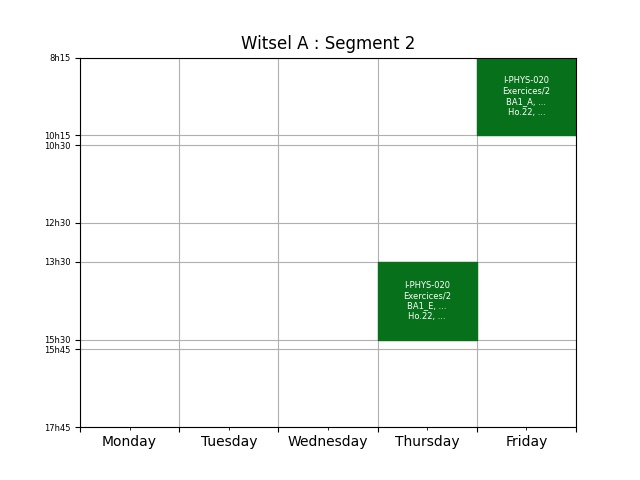 Witsel A : Segment 2
8h15
I-PHYS-020
Exercices/2
BA1_A, ...
Ho.22, ...
10h15
10h30
12h30
13h30
I-PHYS-020
Exercices/2
BA1_E, ...
Ho.22, ...
15h30
15h45
17h45
Monday Tuesday Wednesday Thursday Friday